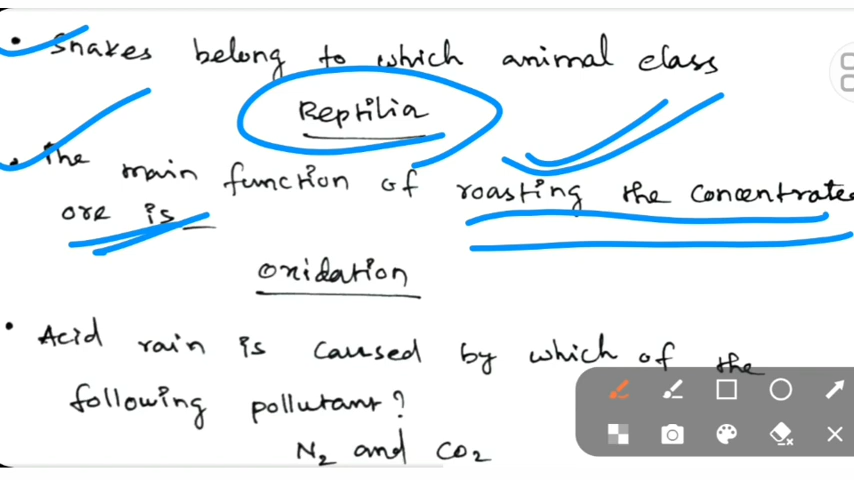 • Snakes belong to which animal class
Reptilia
• The main function of roasting the concentrate
ore is
Oxidation
• Acid rain is caused by which of the
following pollutant?
N₂ and CO₂